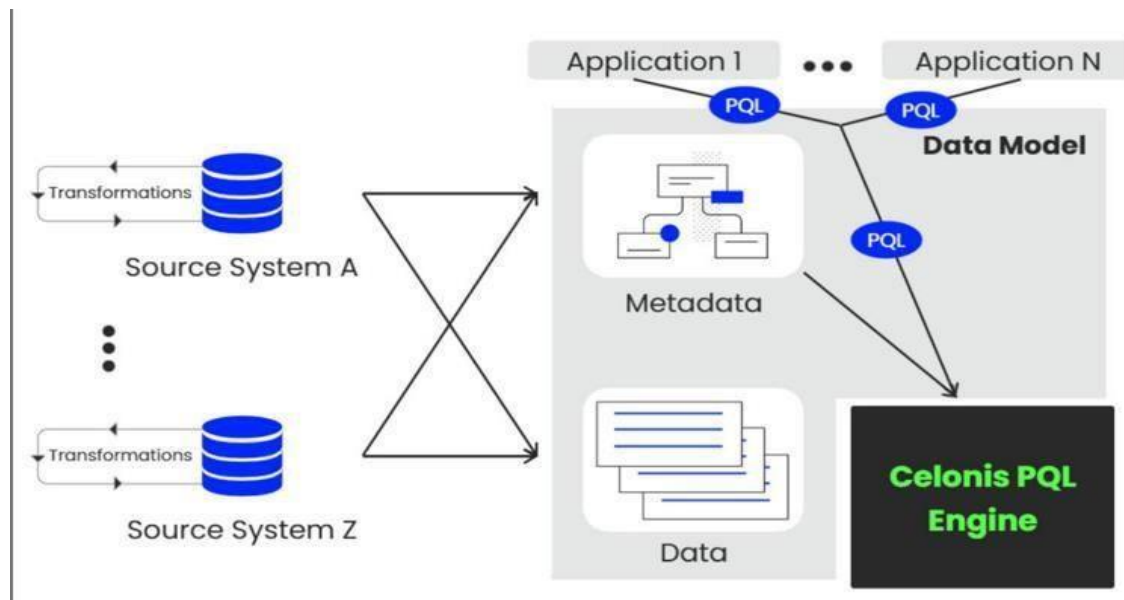 Application 1
Application N
PQL
PQL
Data Model
Transformations
Source System A
PQL
Metadata
Transformations
Source System Z
Data
Celonis PQL
Engine